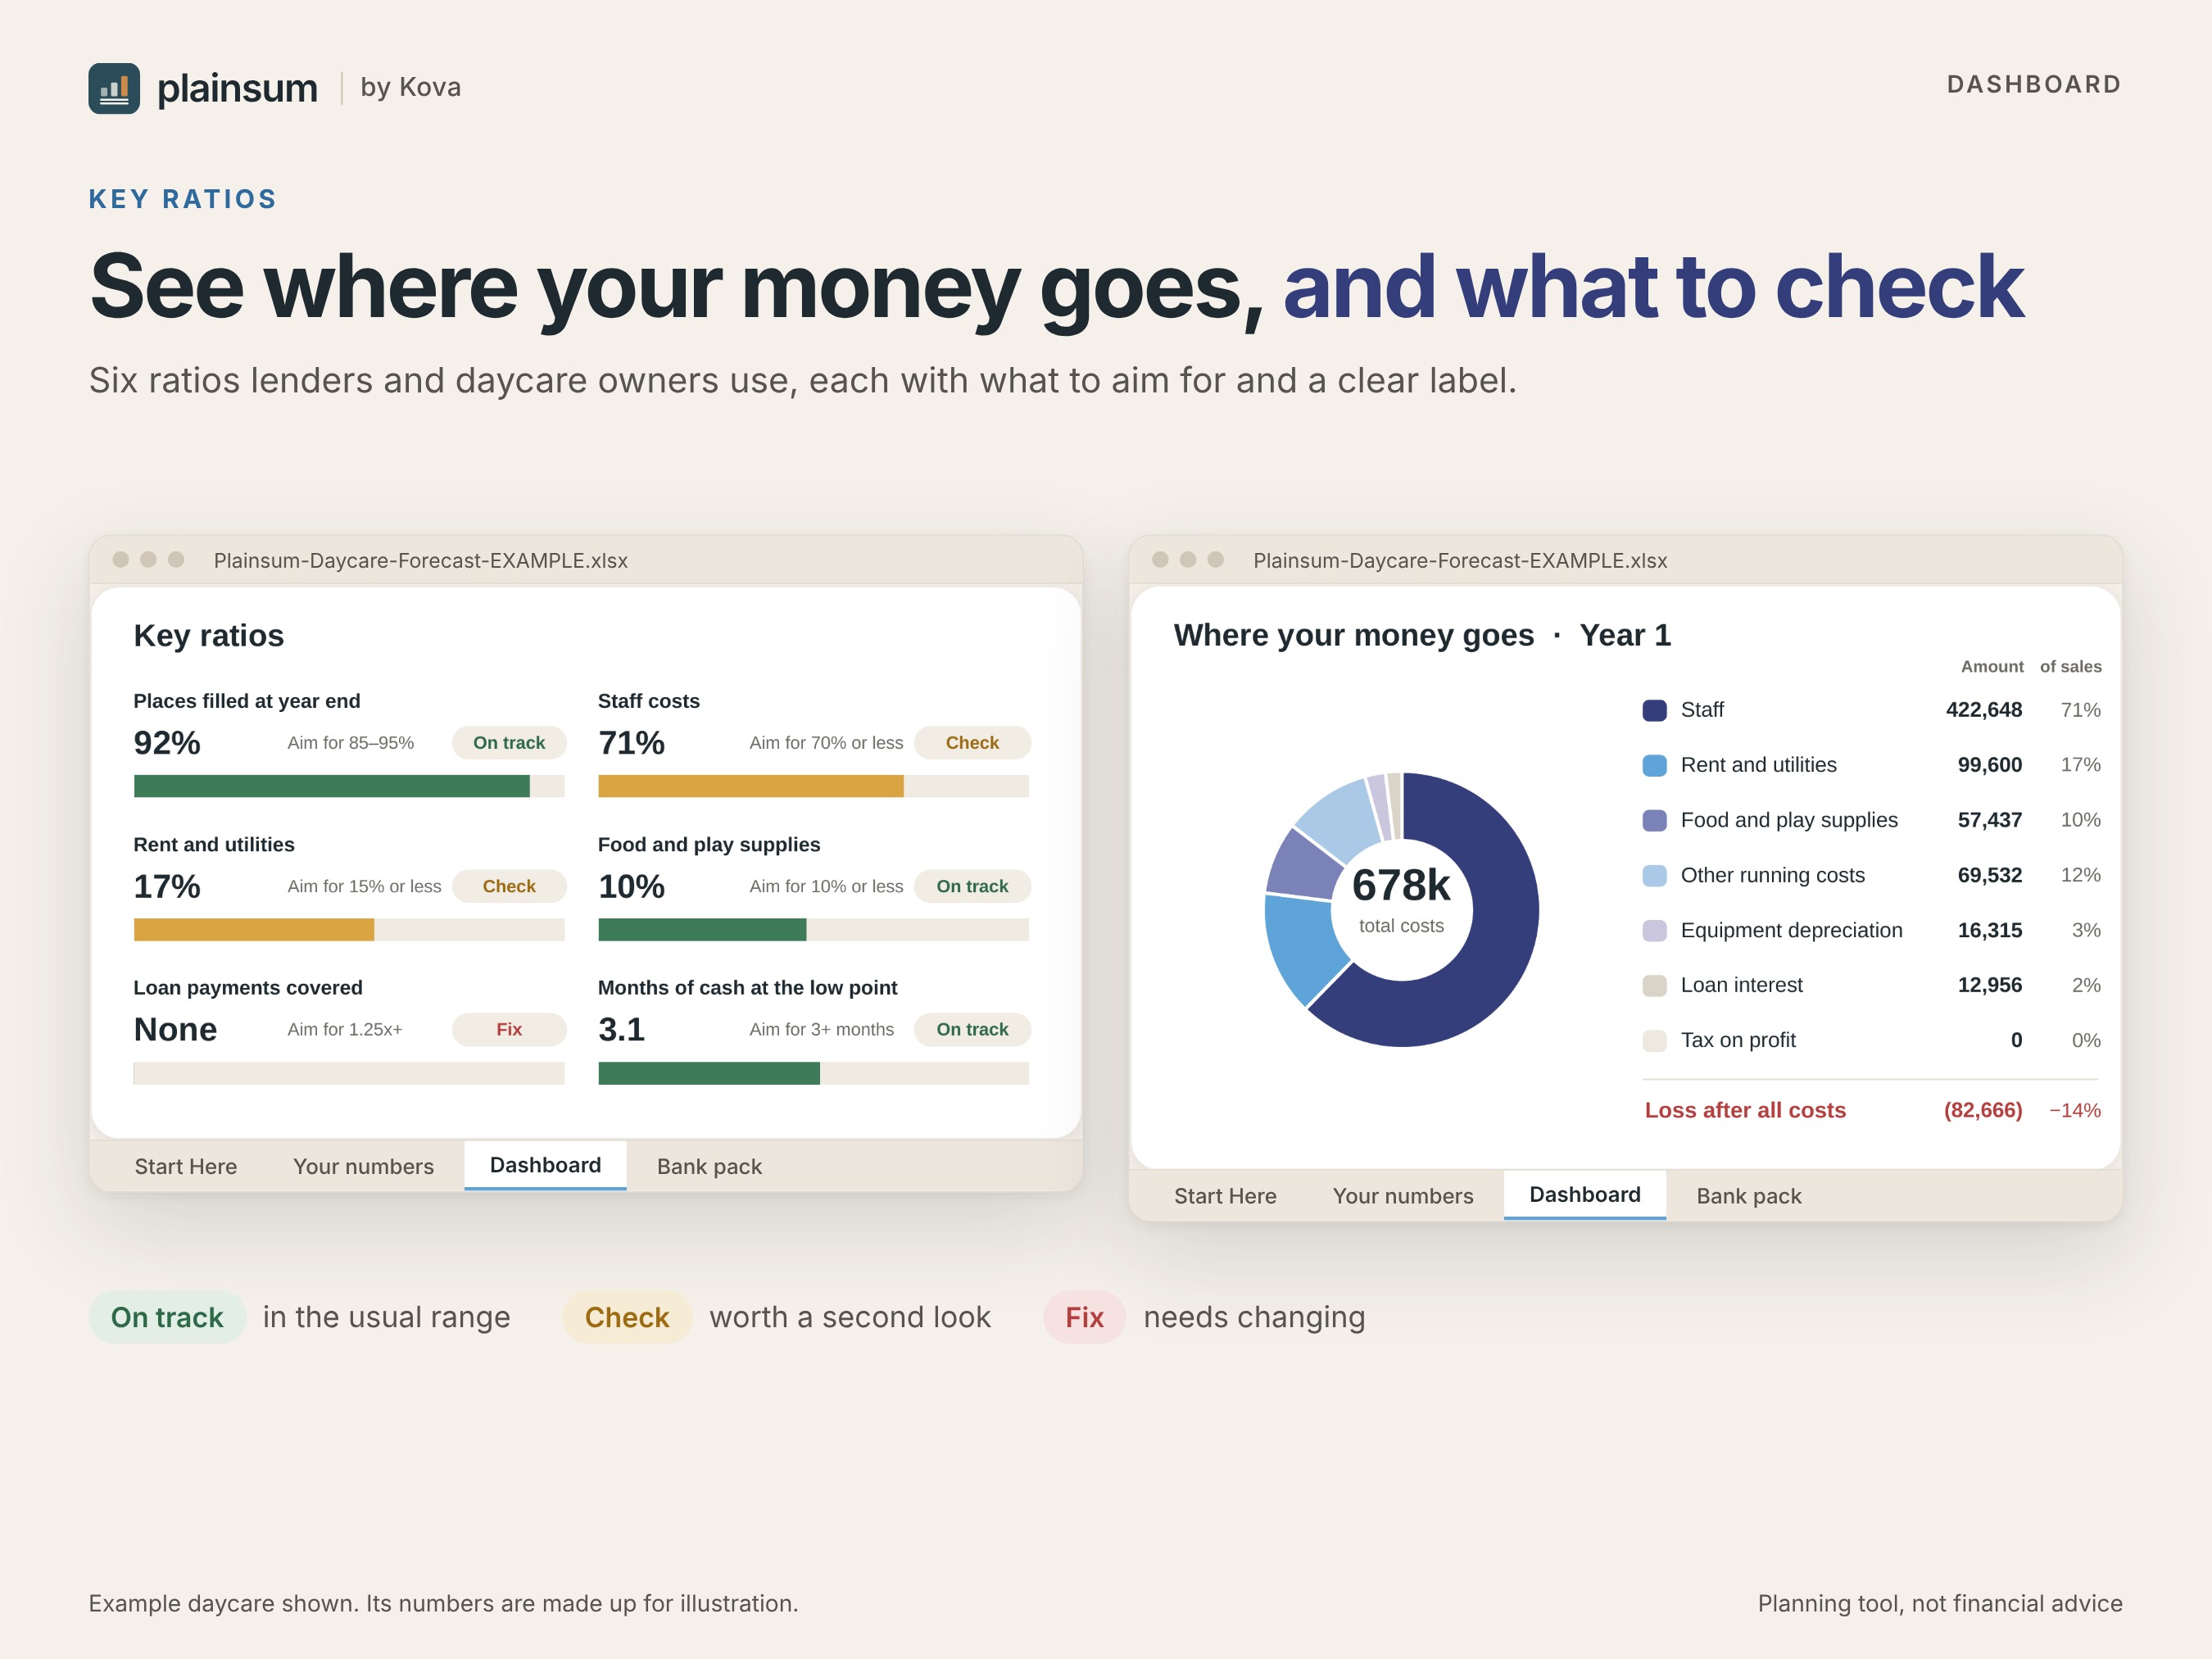 plainsum | by Kova
DASHBOARD
KEY RATIOS
See where your money goes, and what to check
Six ratios lenders and daycare owners use, each with what to aim for and a clear label.
Plainsum-Daycare-Forecast-EXAMPLE.xlsx
Key ratios
Places filled at year end
92% Aim for 85–95% On track
Staff costs
71% Aim for 70% or less Check
Rent and utilities
17% Aim for 15% or less Check
Food and play supplies
10% Aim for 10% or less On track
Loan payments covered
None Aim for 1.25x+ Fix
Months of cash at the low point
3.1 Aim for 3+ months On track
Start Here Your numbers Dashboard Bank pack
Plainsum-Daycare-Forecast-EXAMPLE.xlsx
Where your money goes · Year 1
Amount of sales
678k
total costs
Staff 422,648 71%
Rent and utilities 99,600 17%
Food and play supplies 57,437 10%
Other running costs 69,532 12%
Equipment depreciation 16,315 3%
Loan interest 12,956 2%
Tax on profit 0 0%
Loss after all costs (82,666) −14%
Start Here Your numbers Dashboard Bank pack
On track in the usual range Check worth a second look Fix needs changing
Example daycare shown. Its numbers are made up for illustration.
Planning tool, not financial advice